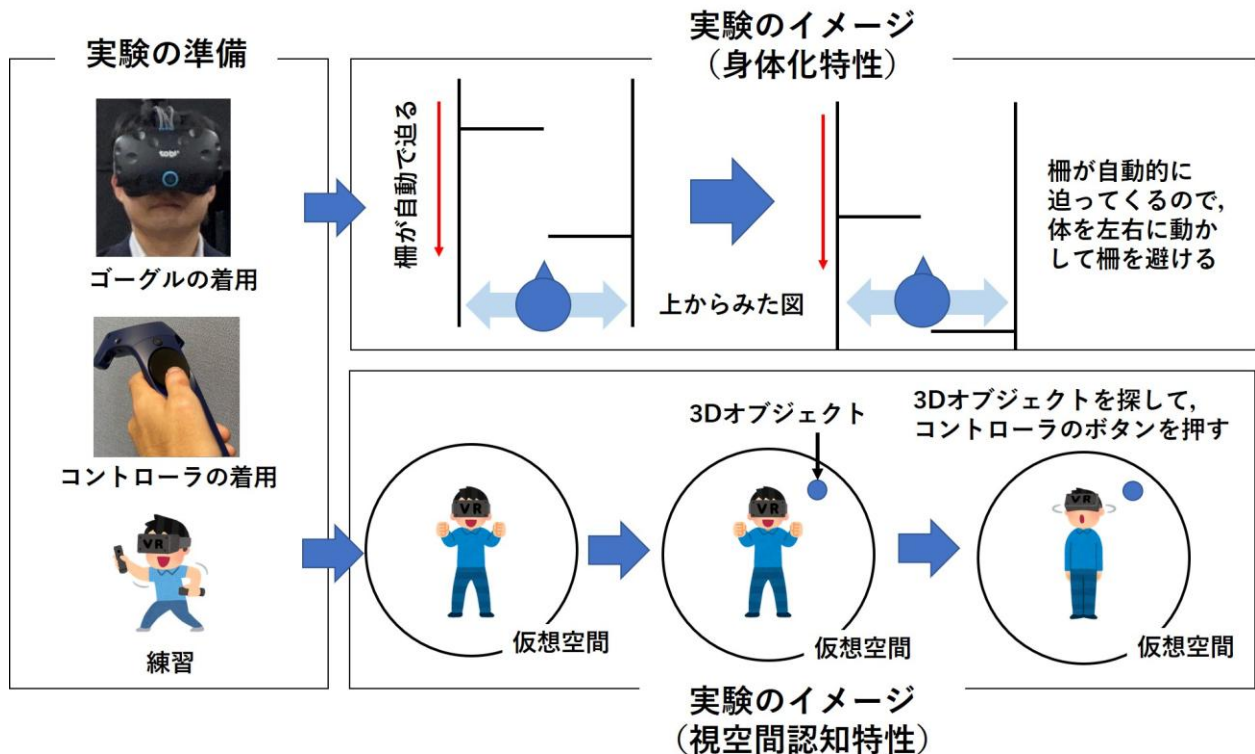 実験の準備
tobii
ゴーグルの着用
コントローラの着用
VR
練習
実験のイメージ
（身体化特性）
柵が自動で迫る
上からみた図
柵が自動的に
迫ってくるので,
体を左右に動か
して柵を避ける
3Dオブジェクト
3Dオブジェクトを探して,
コントローラのボタンを押す
VR
仮想空間
VR
仮想空間
VR
仮想空間
実験のイメージ
（視空間認知特性）